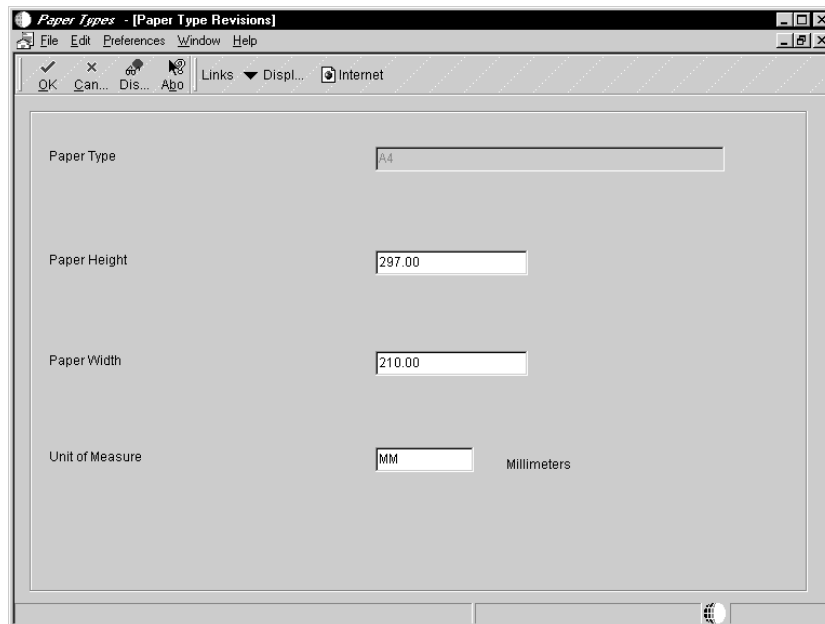 Paper Types - [Paper Type Revisions]
File Edit Preferences Window Help
OK Can... Dis... Abo Links Displ... Internet
Paper Type A4
Paper Height 297.00
Paper Width 210.00
Unit of Measure MM Millimeters